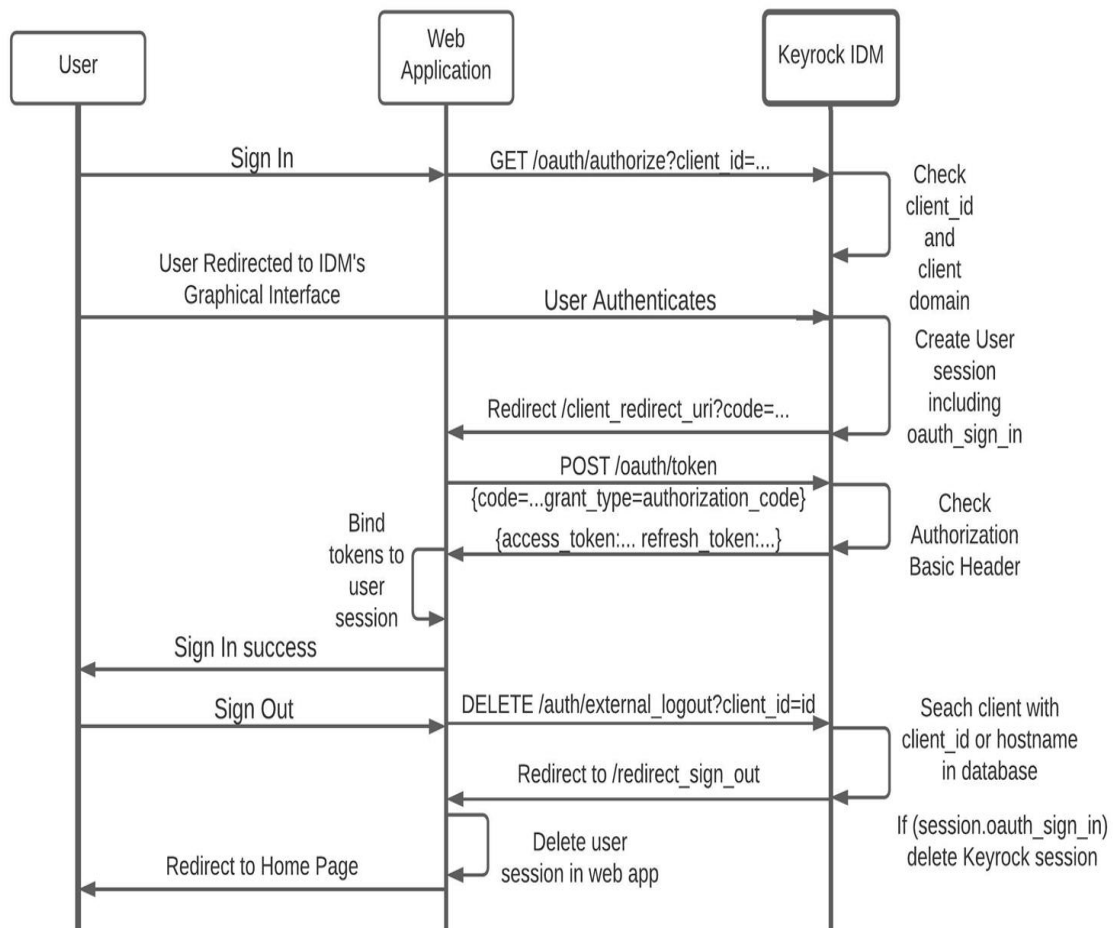 User
Web
Application
Keyrock IDM
Sign In
GET /oauth/authorize?client_id=...
Check
client_id
and
client
domain
User Redirected to IDM's
Graphical Interface
User Authenticates
Create User
session
including
oauth_sign_in
Redirect /client_redirect_uri?code=...
POST /oauth/token
{code=...grant_type=authorization_code}
Check
Authorization
Basic Header
{access_token:... refresh_token:...}
Bind
tokens to
user
session
Sign In success
Sign Out
DELETE /auth/external_logout?client_id=id
Seach client with
client_id or hostname
in database
Redirect to /redirect_sign_out
If (session.oauth_sign_in)
delete Keyrock session
Delete user
session in web app
Redirect to Home Page